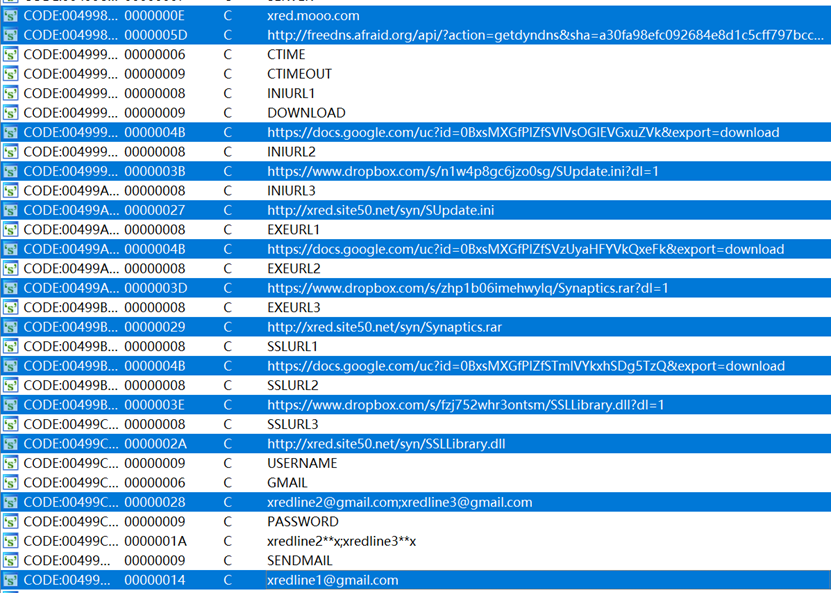 CODE:004998... 0000000E C xred.mooo.com
CODE:004998... 0000005D C http://freedns.afraid.org/api/?action=getdyndns&sha=a30fa98efc092684e8d1c5cff797bcc...
CODE:004999... 00000006 C CTIME
CODE:004999... 00000009 C CTIMEOUT
CODE:004999... 00000008 C INIURL1
CODE:004999... 00000009 C DOWNLOAD
CODE:004999... 0000004B C https://docs.google.com/uc?id=0BxsMXGfPIZfSVlVsOGlEVGxuZVk&export=download
CODE:004999... 00000008 C INIURL2
CODE:004999... 0000003B C https://www.dropbox.com/s/n1w4p8gc6jzo0sg/SUpdate.ini?dl=1
CODE:00499A... 00000008 C INIURL3
CODE:00499A... 00000027 C http://xred.site50.net/syn/SUpdate.ini
CODE:00499A... 00000008 C EXEURL1
CODE:00499A... 0000004B C https://docs.google.com/uc?id=0BxsMXGfPIZfSVzUyaHFYVkQxeFk&export=download
CODE:00499A... 00000008 C EXEURL2
CODE:00499A... 0000003D C https://www.dropbox.com/s/zhp1b06imehwylq/Synaptics.rar?dl=1
CODE:00499B... 00000008 C EXEURL3
CODE:00499B... 00000029 C http://xred.site50.net/syn/Synaptics.rar
CODE:00499B... 00000008 C SSLURL1
CODE:00499B... 0000004B C https://docs.google.com/uc?id=0BxsMXGfPIZfSTmlVYkxhSDg5TzQ&export=download
CODE:00499B... 00000008 C SSLURL2
CODE:00499B... 0000003E C https://www.dropbox.com/s/fzj752whr3ontsm/SSLLibrary.dll?dl=1
CODE:00499C... 00000008 C SSLURL3
CODE:00499C... 0000002A C http://xred.site50.net/syn/SSLLibrary.dll
CODE:00499C... 00000009 C USERNAME
CODE:00499C... 00000006 C GMAIL
CODE:00499C... 00000028 C xredline2@gmail.com;xredline3@gmail.com
CODE:00499C... 00000009 C PASSWORD
CODE:00499C... 0000001A C xredline2**x;xredline3**x
CODE:00499... 00000009 C SENDMAIL
CODE:00499... 00000014 C xredline1@gmail.com